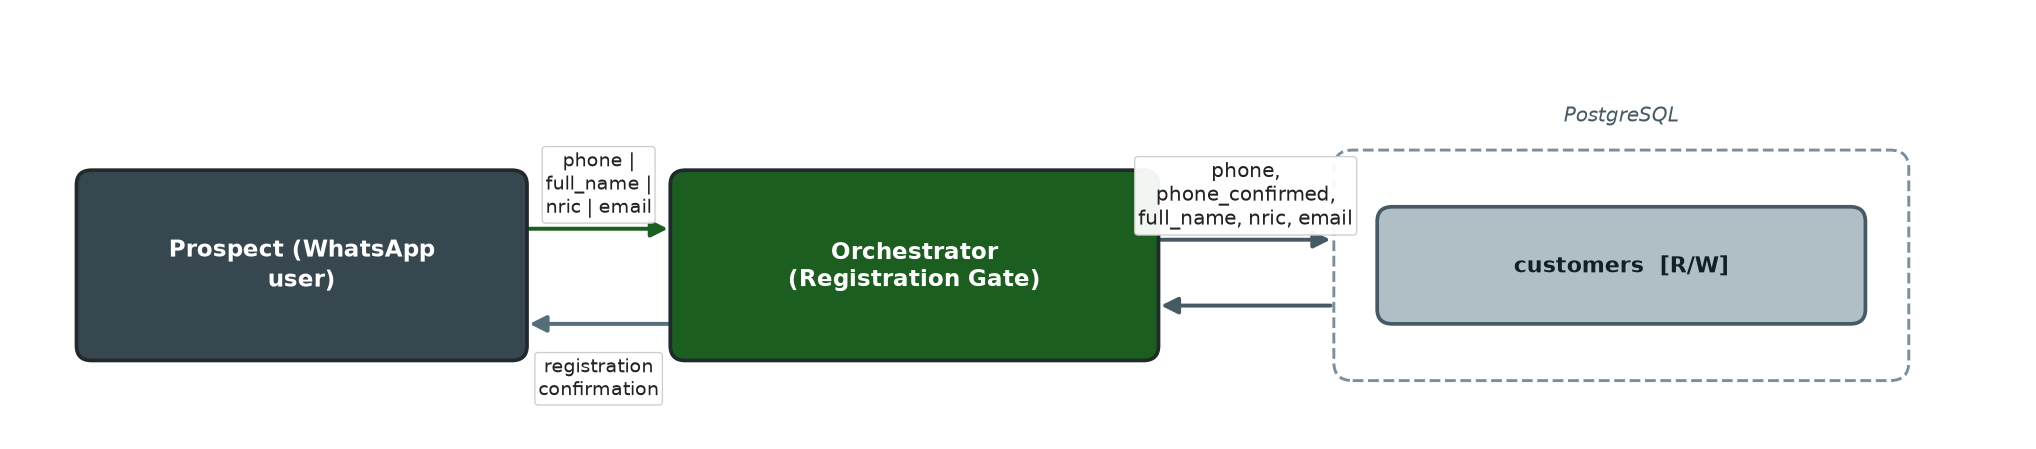 PostgreSQL
phone |
full_name |
nric | email
phone,
phone_confirmed,
full_name, nric, email
Prospect (WhatsApp
user)
Orchestrator
(Registration Gate)
customers  [R/W]
registration
confirmation